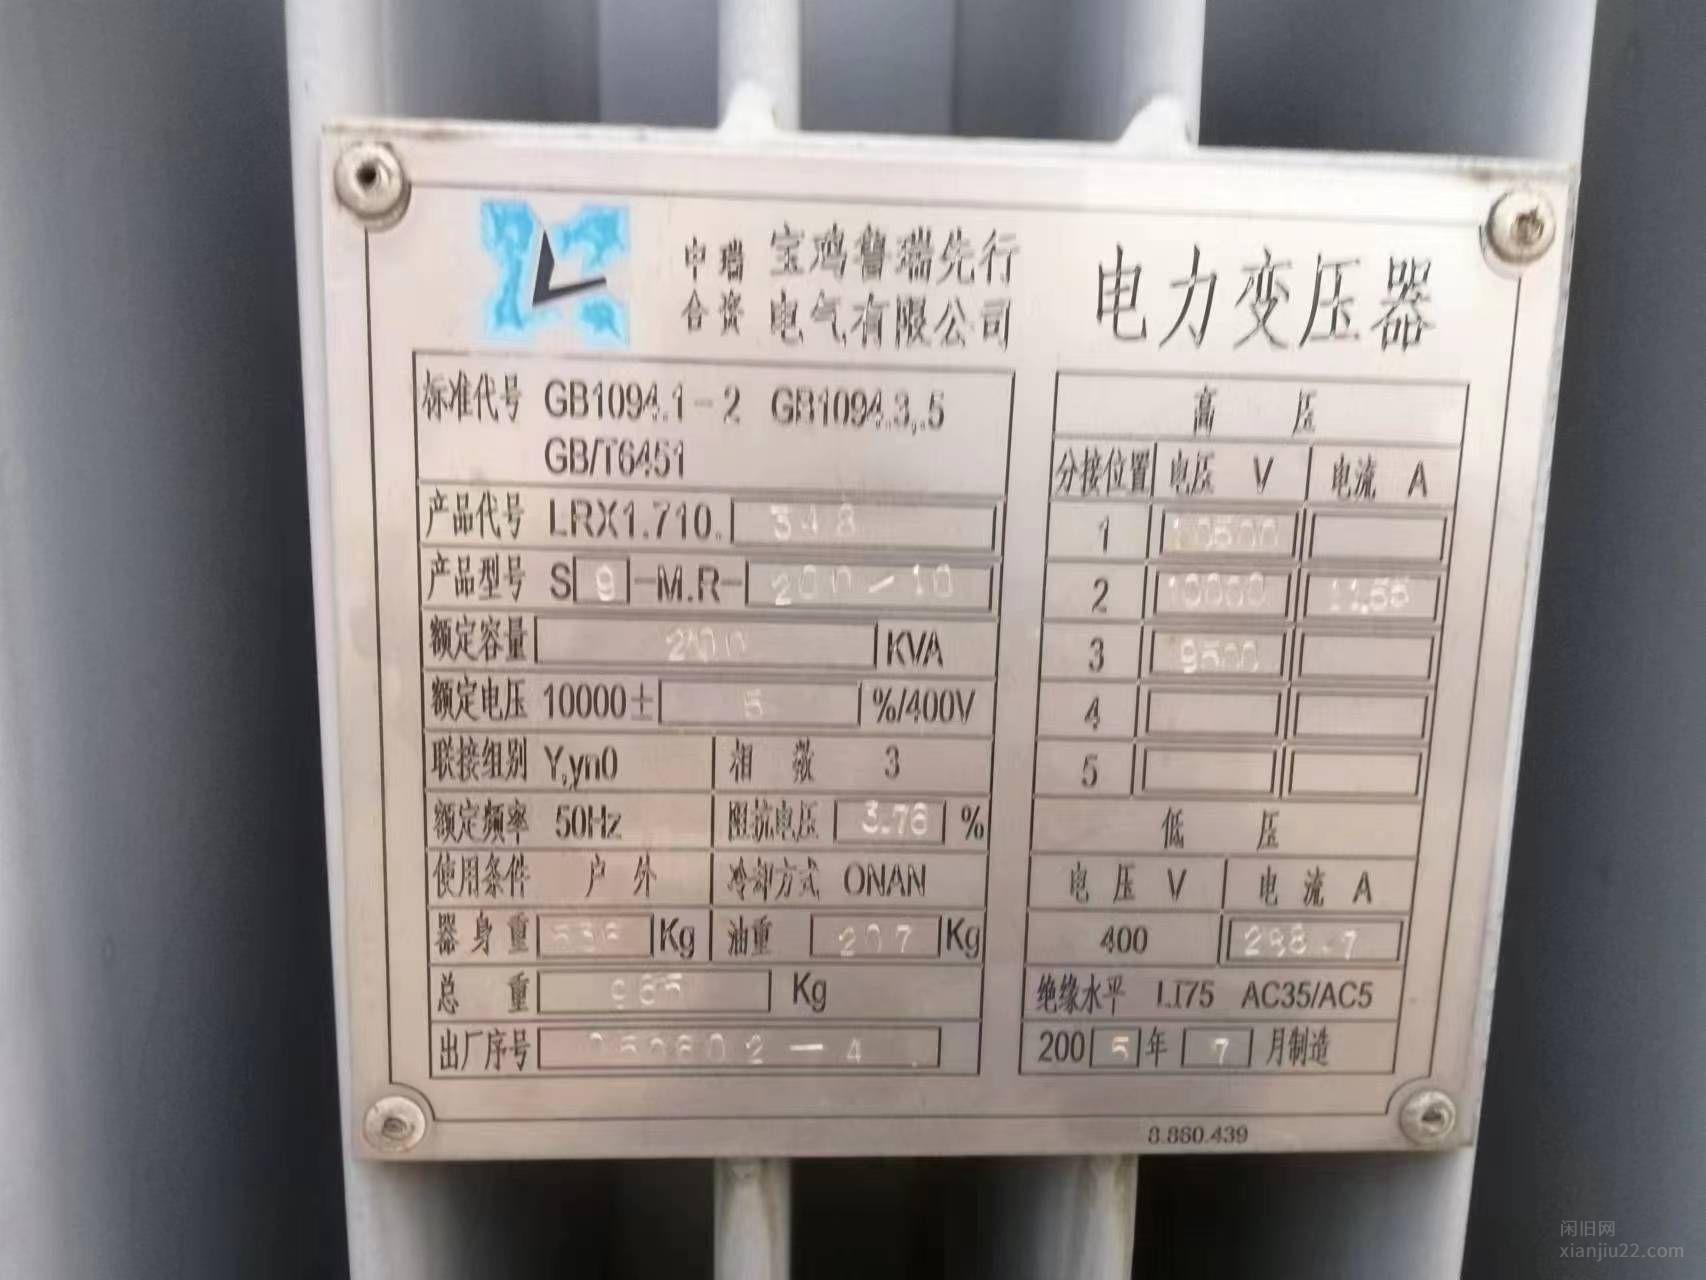 中瑞合资
宝鸡鲁瑞先行
电气有限公司
电力变压器
标准代号 GB1094.1-2 GB1094.3,.5
GB/T6451
产品代号 LRX1.710. 348
产品型号 S 9 -M.R- 200-10
额定容量 200 KVA
额定电压 10000± 5 %/400V
联接组别 Y,yn0 相数 3
额定频率 50Hz 阻抗电压 3.76 %
使用条件 户外 冷却方式 ONAN
器身重 536 Kg 油重 207 Kg
总重 965 Kg
出厂序号 2-4
高压
分接位置 电压 V 电流 A
1 10500
2 10000 11.55
3 9500
4
5
低压
电压 V 电流 A
400 288.7
绝缘水平 LI75 AC35/AC5
200 5 年 7 月制造
8.860.439
闲旧网
xianjiu22.com